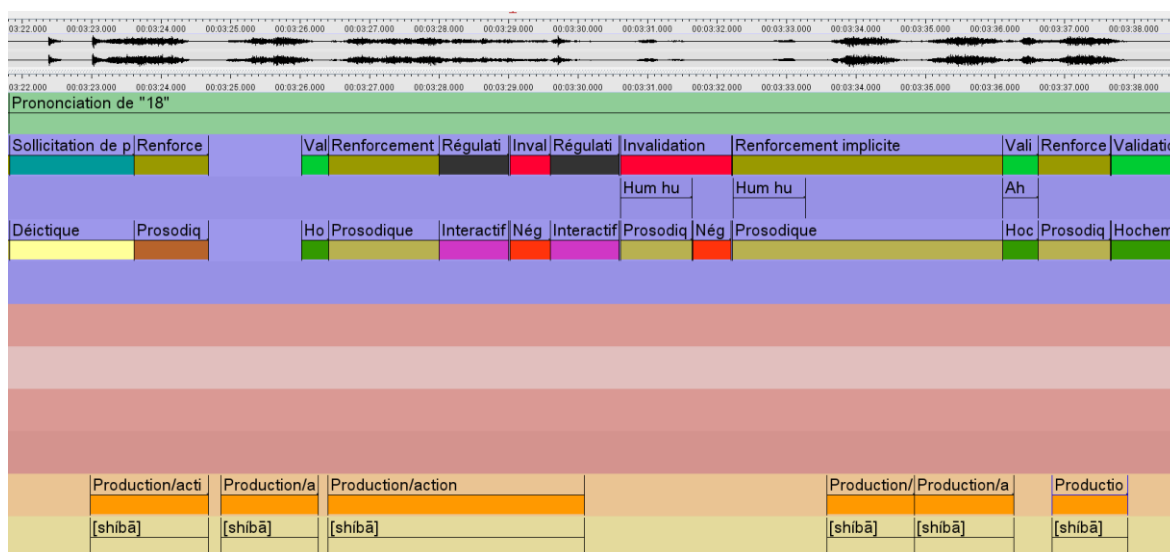 03:22.000 00:03:23.000 00:03:24.000 00:03:25.000 00:03:26.000 00:03:27.000 00:03:28.000 00:03:29.000 00:03:30.000 00:03:31.000 00:03:32.000 00:03:33.000 00:03:34.000 00:03:35.000 00:03:36.000 00:03:37.000 00:03:38.000
03:22.000 00:03:23.000 00:03:24.000 00:03:25.000 00:03:26.000 00:03:27.000 00:03:28.000 00:03:29.000 00:03:30.000 00:03:31.000 00:03:32.000 00:03:33.000 00:03:34.000 00:03:35.000 00:03:36.000 00:03:37.000 00:03:38.000
Prononciation de "18"
Sollicitation de p Renforce Val Renforcement Régulati Inval Régulati Invalidation Renforcement implicite Vali Renforce Validatio
Hum hu Hum hu Ah
Déictique Prosodiq Ho Prosodique Interactif Nég Interactif Prosodiq Nég Prosodique Hoc Prosodiq Hochem
Production/acti Production/a Production/action Production/ Production/a Productio
[shíbā] [shíbā] [shíbā] [shíbā] [shíbā] [shíbā]